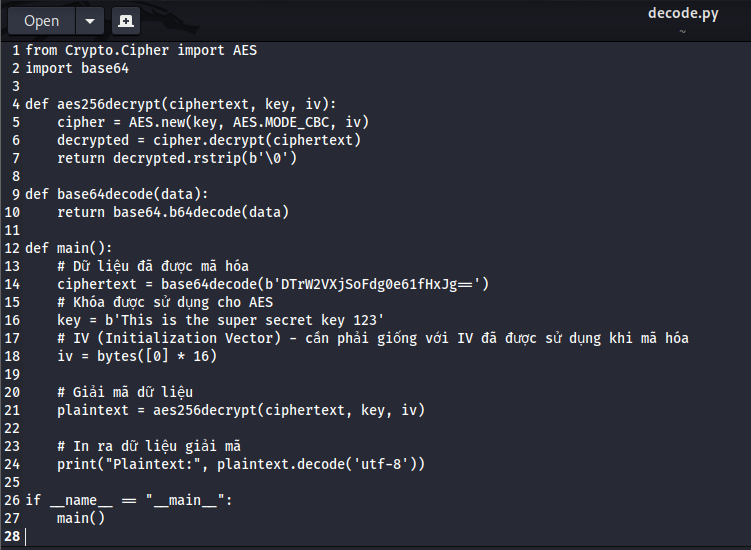 Open
decode.py
~
1 from Crypto.Cipher import AES
2 import base64
3
4 def aes256decrypt(ciphertext, key, iv):
5     cipher = AES.new(key, AES.MODE_CBC, iv)
6     decrypted = cipher.decrypt(ciphertext)
7     return decrypted.rstrip(b'\0')
8
9 def base64decode(data):
10     return base64.b64decode(data)
11
12 def main():
13     # Dữ liệu đã được mã hóa
14     ciphertext = base64decode(b'DTrW2VXjSoFdg0e61fHxJg==')
15     # Khóa được sử dụng cho AES
16     key = b'This is the super secret key 123'
17     # IV (Initialization Vector) - cần phải giống với IV đã được sử dụng khi mã hóa
18     iv = bytes([0] * 16)
19
20     # Giải mã dữ liệu
21     plaintext = aes256decrypt(ciphertext, key, iv)
22
23     # In ra dữ liệu giải mã
24     print("Plaintext:", plaintext.decode('utf-8'))
25
26 if __name__ == "__main__":
27     main()
28